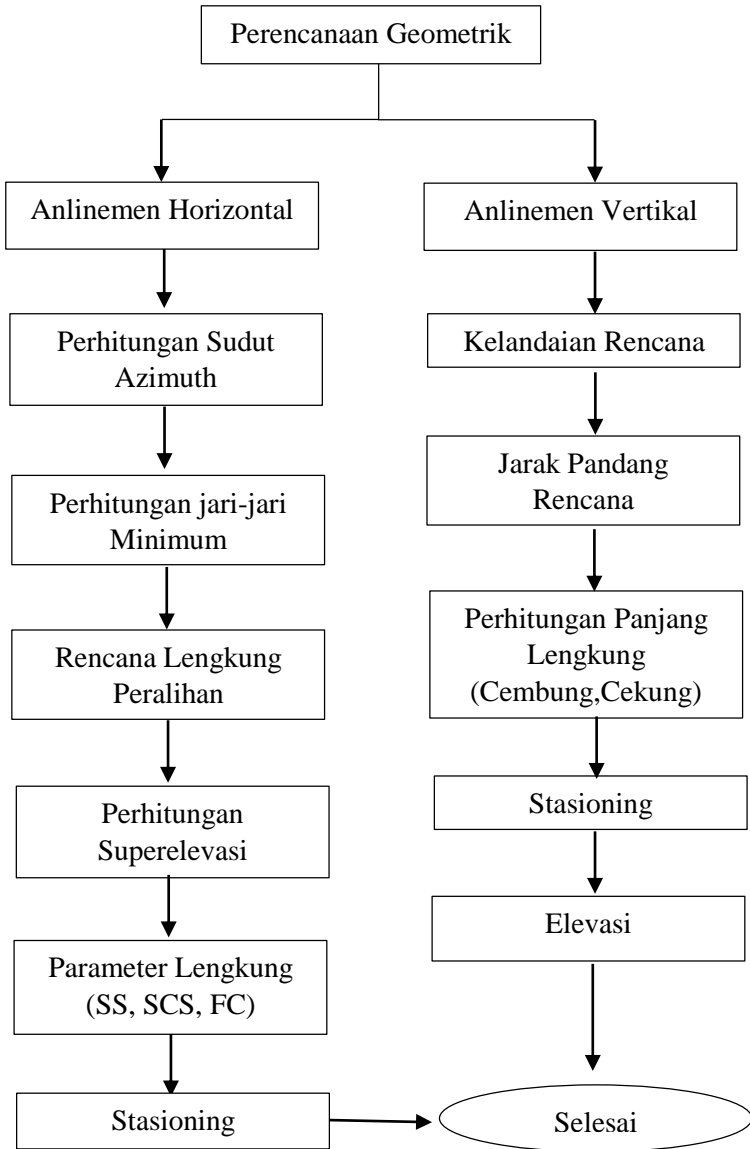 Perencanaan Geometrik
Anlinemen Horizontal
Perhitungan Sudut
Azimuth
Perhitungan jari-jari
Minimum
Rencana Lengkung
Peralihan
Perhitungan
Superelevasi
Parameter Lengkung
(SS, SCS, FC)
Stasioning
Anlinemen Vertikal
Kelandaian Rencana
Jarak Pandang
Rencana
Perhitungan Panjang
Lengkung
(Cembung,Cekung)
Stasioning
Elevasi
Selesai